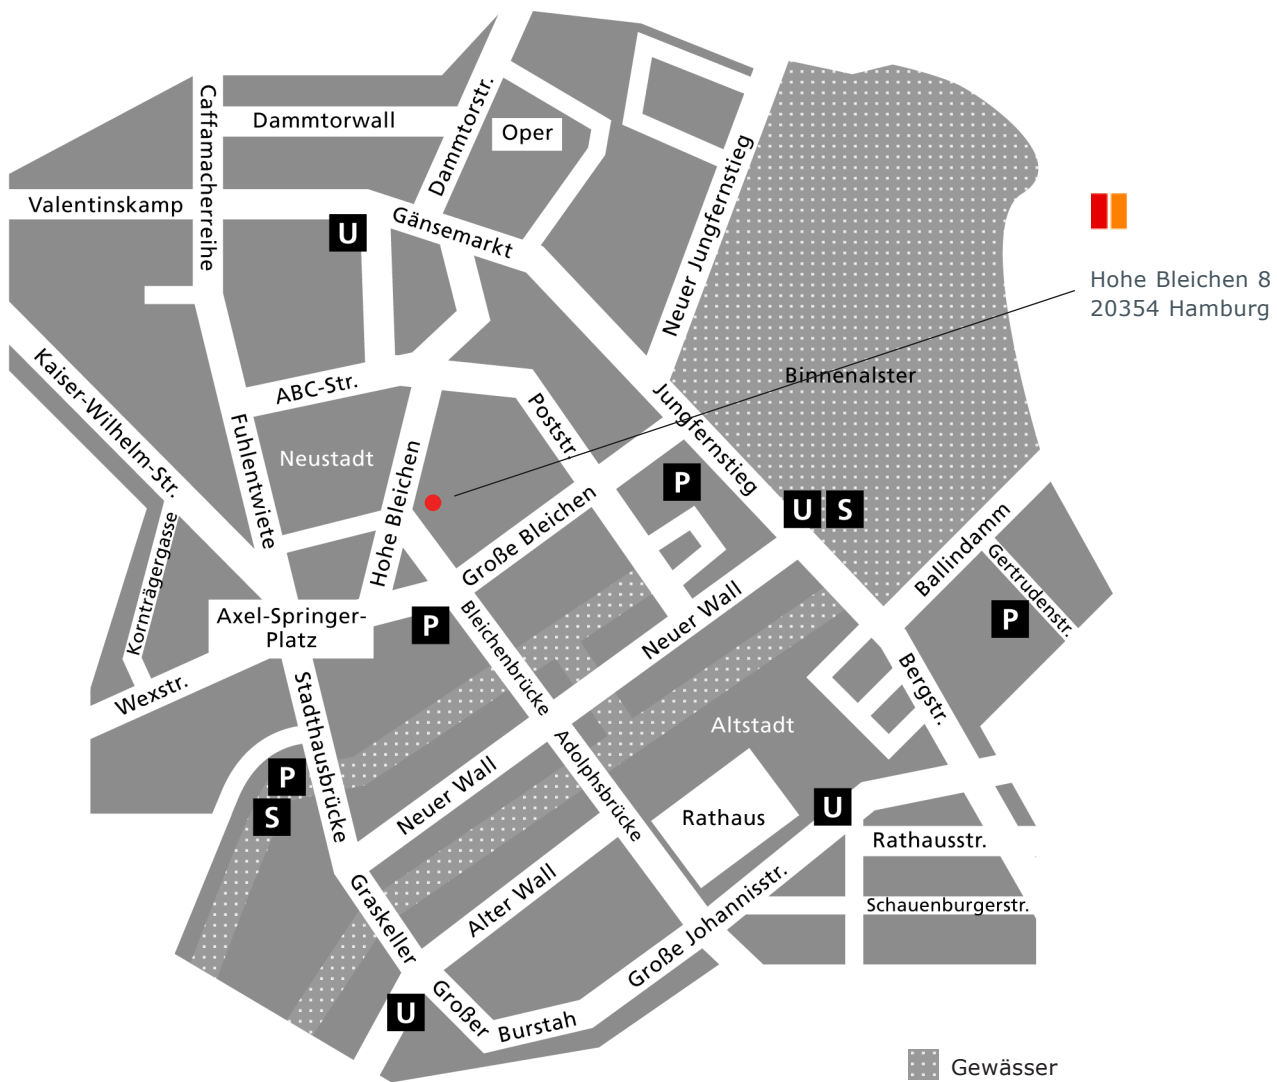 Caffamacherreihe
Dammtorwall
Dammtorstr.
Oper
Valentinskamp
U
Gänsemarkt
Neuer Jungfernstieg
Hohe Bleichen 8
20354 Hamburg
Kaiser-Wilhelm-Str.
ABC-Str.
Binnenalster
Jungfernstieg
Poststr.
Fuhlentwiete
Neustadt
Hohe Bleichen
Große Bleichen
P
U
S
Ballindamm
Gertrudenstr.
P
Kornträgergasse
Axel-Springer-
Platz
P
Bleichenbrücke
Neuer Wall
Bergstr.
Wexstr.
Stadthausbrücke
Altstadt
P
S
Neuer Wall
Adolphsbrücke
Rathaus
U
Rathausstr.
Graskeller
Alter Wall
Große Johannisstr.
Schauenburgerstr.
U
Großer
Burstah
Gewässer